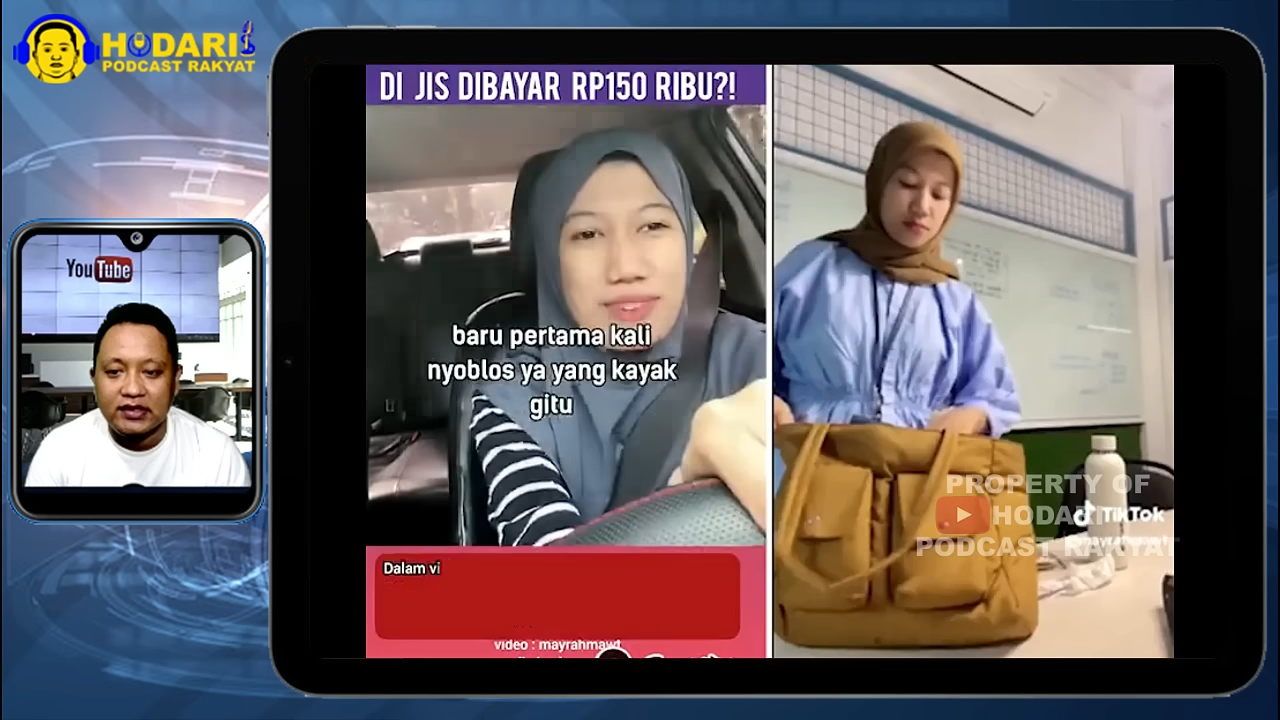 HODARI
PODCAST RAKYAT
YouTube
DI JIS DIBAYAR RP150 RIBU?!
baru pertama kali
nyoblos ya yang kayak
gitu
Dalam vi
video : mayrahmawt
PROPERTY OF
HODARI
PODCAST RAKYAT
TikTok